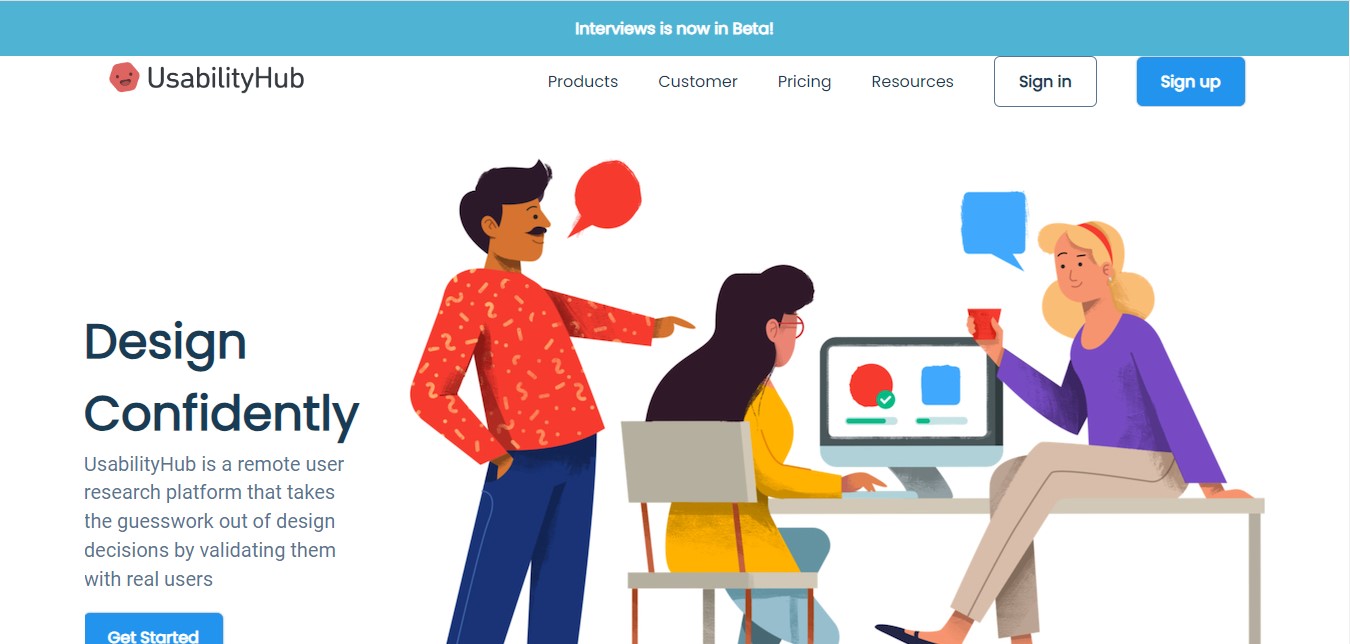 Interviews is now in Beta!
UsabilityHub
Products
Customer
Pricing
Resources
Sign in
Sign up
Design
Confidently
UsabilityHub is a remote user
research platform that takes
the guesswork out of design
decisions by validating them
with real users
Get Started